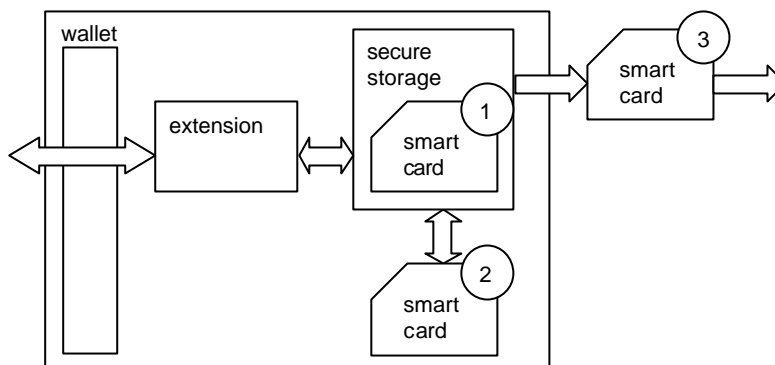 wallet
extension
secure
storage
1
smart
card
2
smart
card
3
smart
card